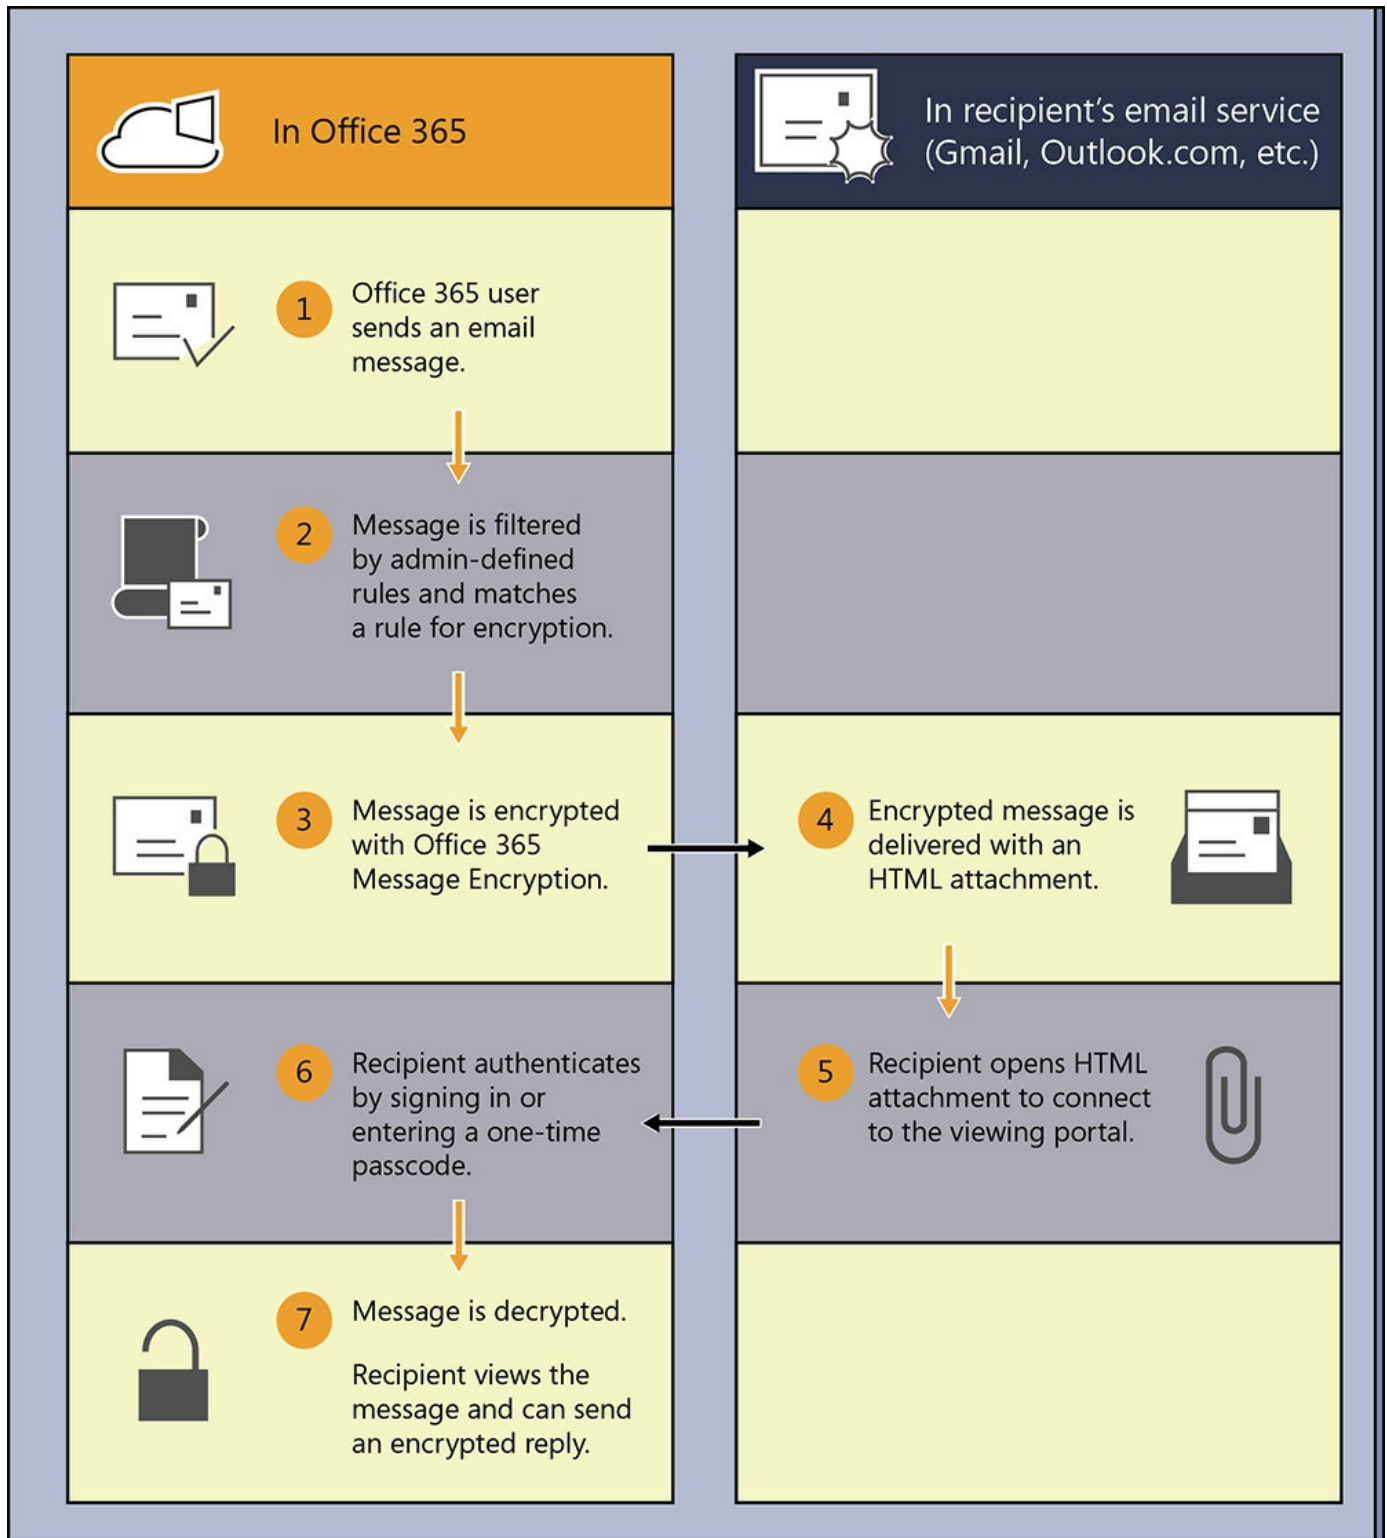 In Office 365
In recipient's email service
(Gmail, Outlook.com, etc.)
1
Office 365 user
sends an email
message.
2
Message is filtered
by admin-defined
rules and matches
a rule for encryption.
3
Message is encrypted
with Office 365
Message Encryption.
4
Encrypted message is
delivered with an
HTML attachment.
5
Recipient opens HTML
attachment to connect
to the viewing portal.
6
Recipient authenticates
by signing in or
entering a one-time
passcode.
7
Message is decrypted.
Recipient views the
message and can send
an encrypted reply.